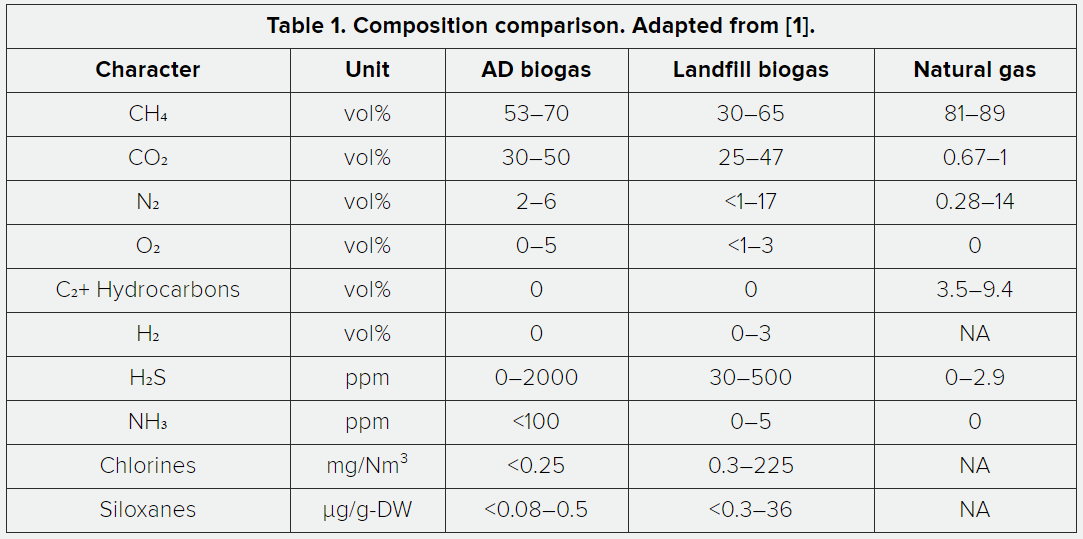 Table 1. Composition comparison. Adapted from [1].
Character Unit AD biogas Landfill biogas Natural gas
CH₄ vol% 53–70 30–65 81–89
CO₂ vol% 30–50 25–47 0.67–1
N₂ vol% 2–6 <1–17 0.28–14
O₂ vol% 0–5 <1–3 0
C₂+ Hydrocarbons vol% 0 0 3.5–9.4
H₂ vol% 0 0–3 NA
H₂S ppm 0–2000 30–500 0–2.9
NH₃ ppm <100 0–5 0
Chlorines mg/Nm³ <0.25 0.3–225 NA
Siloxanes µg/g-DW <0.08–0.5 <0.3–36 NA